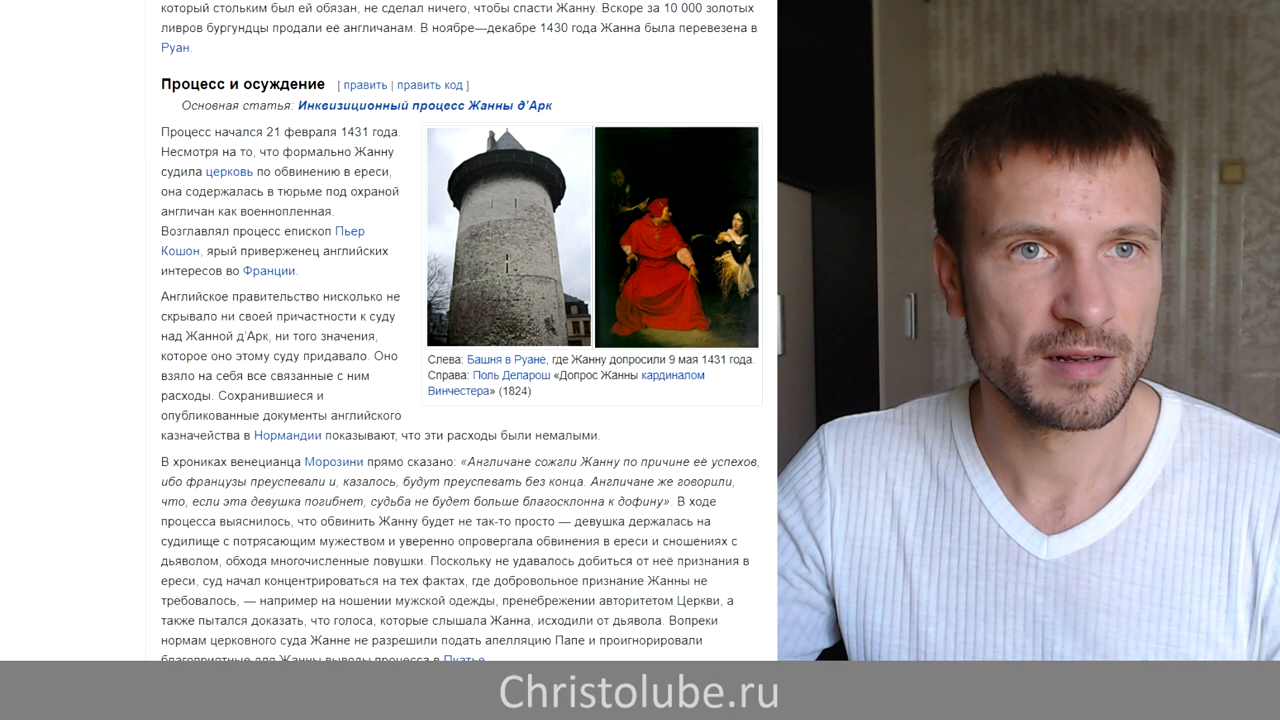 который стольким был ей обязан, не сделал ничего, чтобы спасти Жанну. Вскоре за 10 000 золотых
ливров бургундцы продали её англичанам. В ноябре—декабре 1430 года Жанна была перевезена в
Руан.
Процесс и осуждение [ править | править код ]
Основная статья: Инквизиционный процесс Жанны д’Арк
Процесс начался 21 февраля 1431 года.
Несмотря на то, что формально Жанну
судила церковь по обвинению в ереси,
она содержалась в тюрьме под охраной
англичан как военнопленная.
Возглавлял процесс епископ Пьер
Кошон, ярый приверженец английских
интересов во Франции.
Английское правительство нисколько не
скрывало ни своей причастности к суду
над Жанной д’Арк, ни того значения,
которое оно этому суду придавало. Оно
взяло на себя все связанные с ним
расходы. Сохранившиеся и
опубликованные документы английского
казначейства в Нормандии показывают, что эти расходы были немалыми.
Слева: Башня в Руане, где Жанну допросили 9 мая 1431 года.
Справа: Поль Деларош «Допрос Жанны кардиналом
Винчестера» (1824)
В хрониках венецианца Морозини прямо сказано: «Англичане сожгли Жанну по причине её успехов,
ибо французы преуспевали и, казалось, будут преуспевать без конца. Англичане же говорили,
что, если эта девушка погибнет, судьба не будет больше благосклонна к дофину». В ходе
процесса выяснилось, что обвинить Жанну будет не так-то просто — девушка держалась на
судилище с потрясающим мужеством и уверенно опровергала обвинения в ереси и сношениях с
дьяволом, обходя многочисленные ловушки. Поскольку не удавалось добиться от неё признания в
ереси, суд начал концентрироваться на тех фактах, где добровольное признание Жанны не
требовалось, — например на ношении мужской одежды, пренебрежении авторитетом Церкви, а
также пытался доказать, что голоса, которые слышала Жанна, исходили от дьявола. Вопреки
нормам церковного суда Жанне не разрешили подать апелляцию Папе и проигнорировали
благоприятные для Жанны выводы процесса в Пуатье.
Christolube.ru